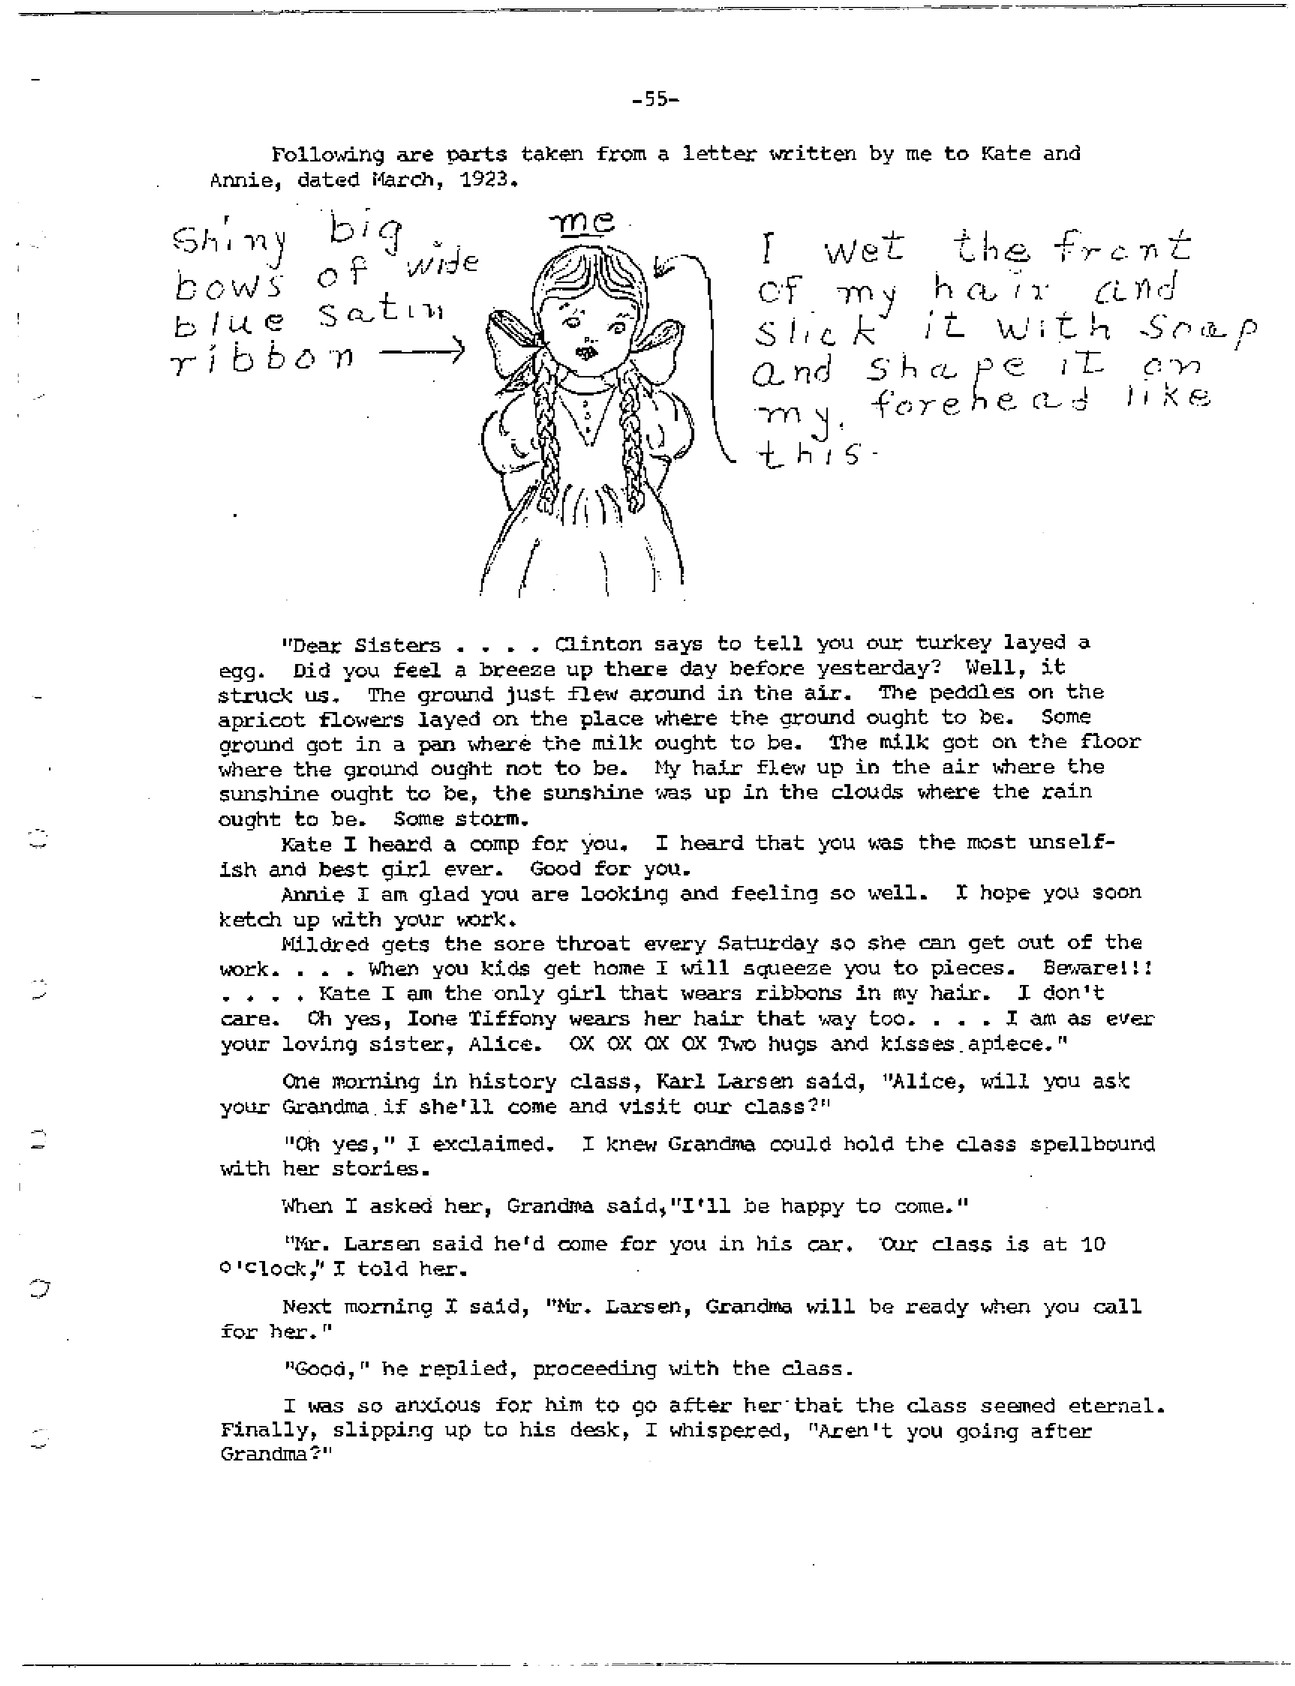 -55-
Following are parts taken from a letter written by me to Kate and
Annie, dated March, 1923.
me
Shiny big
bows of wide
blue satin
ribbon
I wet the front
of my hair and
slick it with soap
and shape it on
my forehead like
this.
"Dear Sisters . . . . Clinton says to tell you our turkey layed a
egg. Did you feel a breeze up there day before yesterday? Well, it
struck us. The ground just flew around in the air. The peddles on the
apricot flowers layed on the place where the ground ought to be. Some
ground got in a pan where the milk ought to be. The milk got on the floor
where the ground ought not to be. My hair flew up in the air where the
sunshine ought to be, the sunshine was up in the clouds where the rain
ought to be. Some storm.
Kate I heard a comp for you. I heard that you was the most unself-
ish and best girl ever. Good for you.
Annie I am glad you are looking and feeling so well. I hope you soon
ketch up with your work.
Mildred gets the sore throat every Saturday so she can get out of the
work. . . . When you kids get home I will squeeze you to pieces. Beware!!!
. . . . Kate I am the only girl that wears ribbons in my hair. I don't
care. Oh yes, Ione Tiffony wears her hair that way too. . . . I am as ever
your loving sister, Alice. OX OX OX OX Two hugs and kisses apiece."
One morning in history class, Karl Larsen said, "Alice, will you ask
your Grandma if she'll come and visit our class?"
"Oh yes," I exclaimed. I knew Grandma could hold the class spellbound
with her stories.
When I asked her, Grandma said,"I'll be happy to come."
"Mr. Larsen said he'd come for you in his car. Our class is at 10
o'clock," I told her.
Next morning I said, "Mr. Larsen, Grandma will be ready when you call
for her."
"Good," he replied, proceeding with the class.
I was so anxious for him to go after her that the class seemed eternal.
Finally, slipping up to his desk, I whispered, "Aren't you going after
Grandma?"